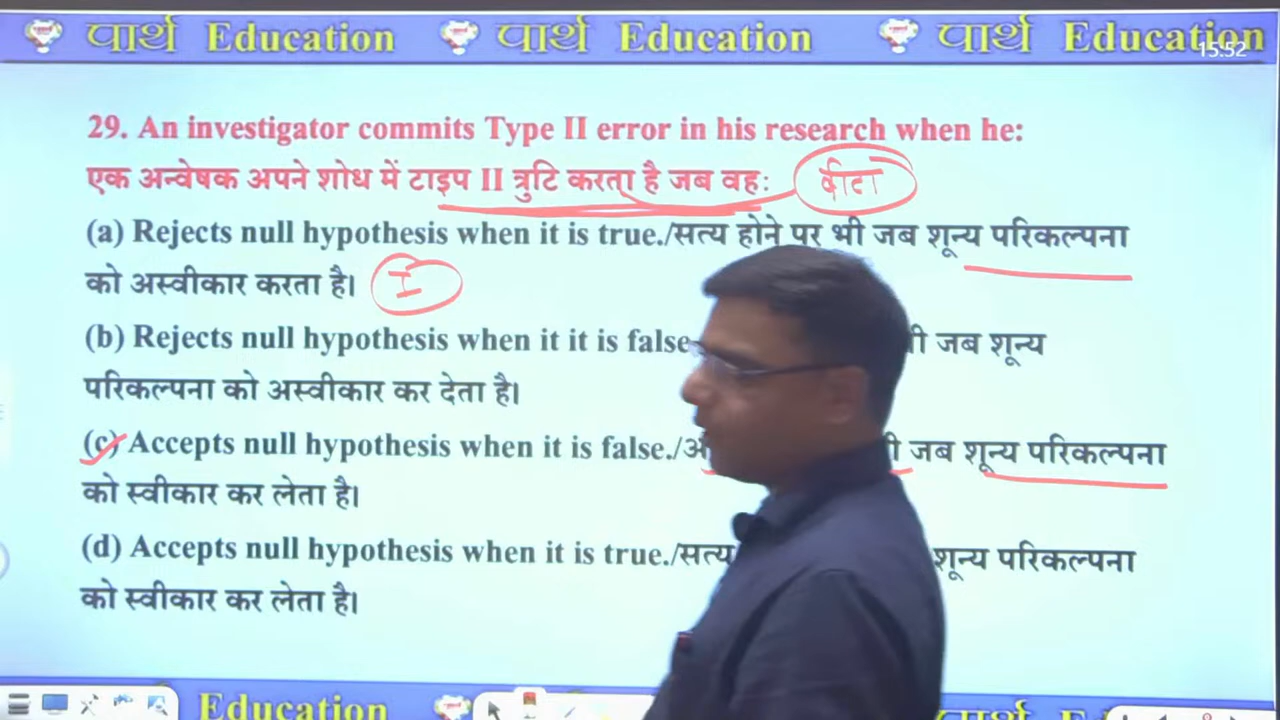 पार्थ Education पार्थ Education पार्थ Education
15:52
29. An investigator commits Type II error in his research when he:
एक अन्वेषक अपने शोध में टाइप II त्रुटि करता है जब वह: बीटा
(a) Rejects null hypothesis when it is true./सत्य होने पर भी जब शून्य परिकल्पना
को अस्वीकार करता है। I
(b) Rejects null hypothesis when it it is false जब शून्य
परिकल्पना को अस्वीकार कर देता है।
(c) Accepts null hypothesis when it is false./ जब शून्य परिकल्पना
को स्वीकार कर लेता है।
(d) Accepts null hypothesis when it is true./सत्य शून्य परिकल्पना
को स्वीकार कर लेता है।
Education